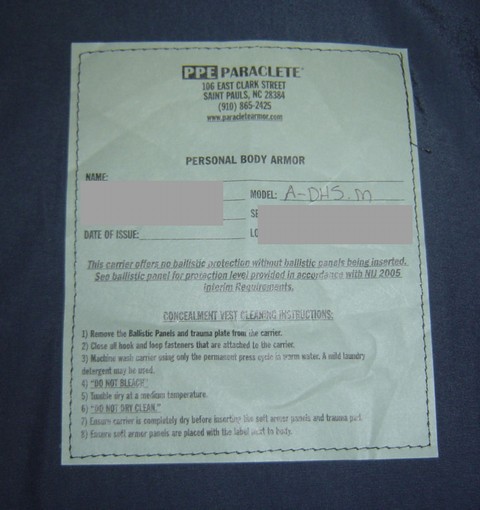 PPE PARACLETE
106 EAST CLARK STREET
SAINT PAULS, NC 28384
(910) 865-2425
www.paracletearmor.com
PERSONAL BODY ARMOR
NAME:
MODEL: A-DHS.M
SE
DATE OF ISSUE:
LO
This carrier offers no ballistic protection without ballistic panels being inserted.
See ballistic panel for protection level provided in accordance with NIJ 2005
Interim Requirements.
CONCEALMENT VEST CLEANING INSTRUCTIONS:
1) Remove the Ballistic Panels and trauma plate from the carrier.
2) Close all hook and loop fasteners that are attached to the carrier.
3) Machine wash carrier using only the permanent press cycle in warm water. A mild laundry
detergent may be used.
4) "DO NOT BLEACH"
5) Tumble dry at a medium temperature.
6) "DO NOT DRY CLEAN."
7) Ensure carrier is completely dry before inserting the soft armor panels and trauma
8) Ensure soft armor panels are placed with the label next to body.